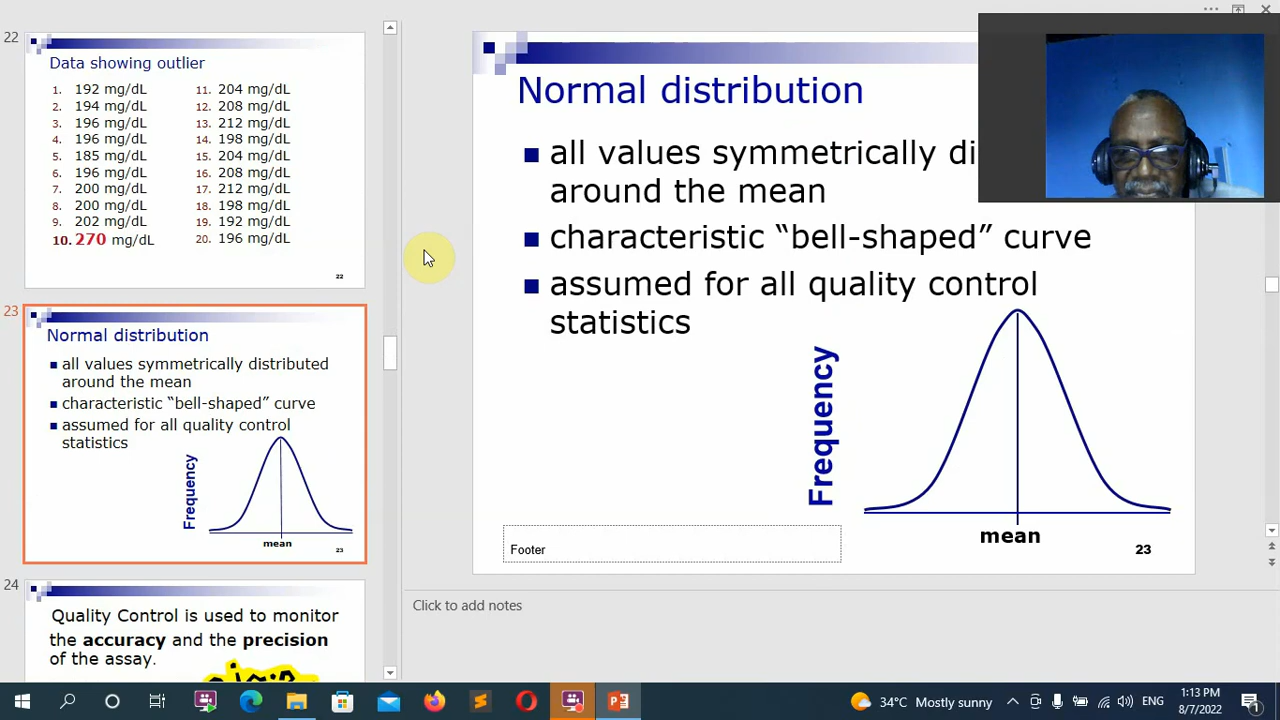 22
Data showing outlier
1. 192 mg/dL
2. 194 mg/dL
3. 196 mg/dL
4. 196 mg/dL
5. 185 mg/dL
6. 196 mg/dL
7. 200 mg/dL
8. 200 mg/dL
9. 202 mg/dL
10. 270 mg/dL
11. 204 mg/dL
12. 208 mg/dL
13. 212 mg/dL
14. 198 mg/dL
15. 204 mg/dL
16. 208 mg/dL
17. 212 mg/dL
18. 198 mg/dL
19. 192 mg/dL
20. 196 mg/dL
22
23
Normal distribution
■ all values symmetrically distributed
around the mean
■ characteristic “bell-shaped” curve
■ assumed for all quality control
statistics
Frequency
mean
23
24
Quality Control is used to monitor
the accuracy and the precision
of the assay.
Normal distribution
■ all values symmetrically di
around the mean
■ characteristic “bell-shaped” curve
■ assumed for all quality control
statistics
Frequency
mean
Footer
23
Click to add notes
34°C Mostly sunny
ENG
1:13 PM
8/7/2022
1